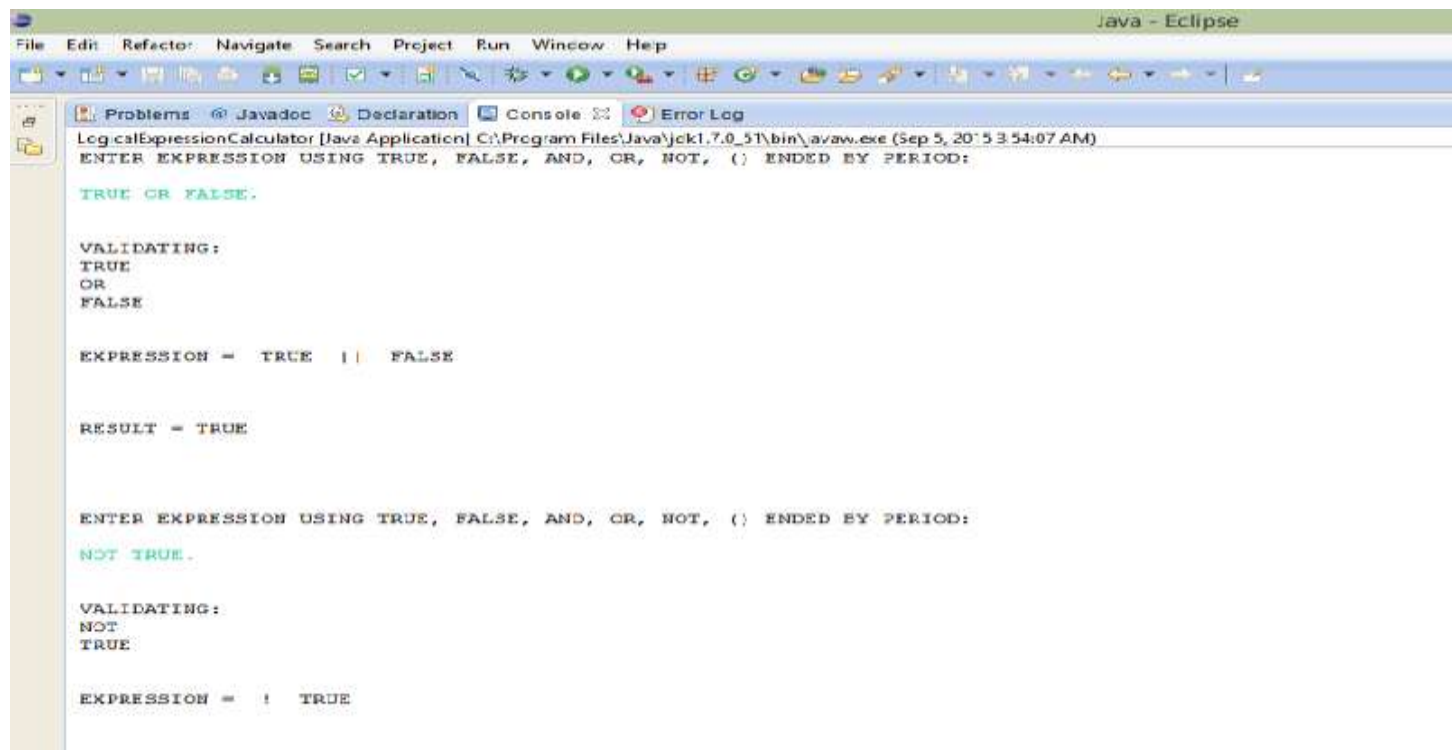 Java - Eclipse
File Edit Refactor Navigate Search Project Run Window Help
Problems @ Javadoc Declaration Console Error Log
LogicalExpressionCalculator [Java Application] C:\Program Files\Java\jdk1.7.0_51\bin\javaw.exe (Sep 5, 2015 3:54:07 AM)
ENTER EXPRESSION USING TRUE, FALSE, AND, OR, NOT, () ENDED BY PERIOD:
TRUE OR FALSE.
VALIDATING:
TRUE
OR
FALSE
EXPRESSION = TRUE || FALSE
RESULT = TRUE
ENTER EXPRESSION USING TRUE, FALSE, AND, OR, NOT, () ENDED BY PERIOD:
NOT TRUE.
VALIDATING:
NOT
TRUE
EXPRESSION = ! TRUE